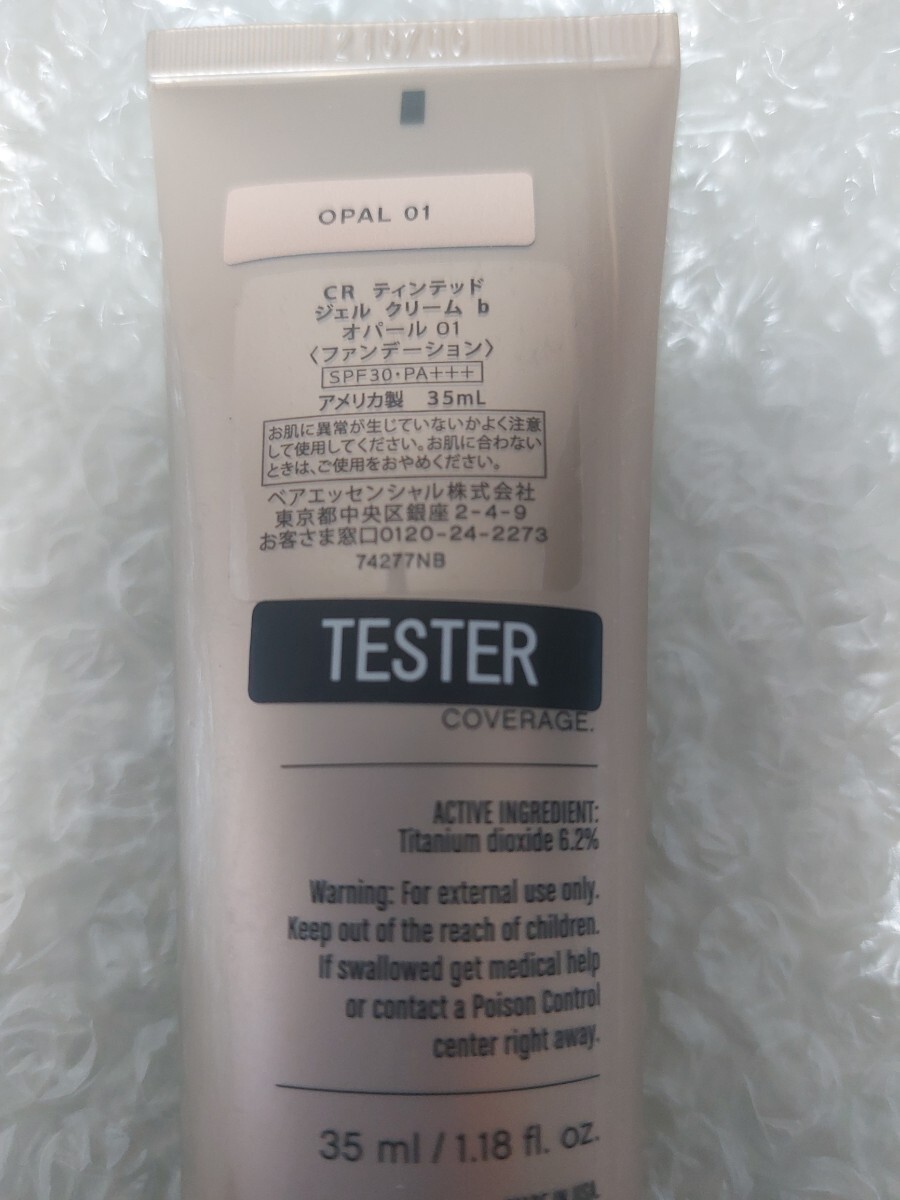 OPAL 01
CR ティンテッド
ジェル クリーム b
オパール 01
〈ファンデーション〉
SPF30・PA+++
アメリカ製 35mL
お肌に異常が生じていないかよく注意
して使用してください。お肌に合わない
ときは、ご使用をおやめください。
ベアエッセンシャル株式会社
東京都中央区銀座2-4-9
お客さま窓口0120-24-2273
74277NB
TESTER
COVERAGE.
ACTIVE INGREDIENT:
Titanium dioxide 6.2%
Warning: For external use only.
Keep out of the reach of children.
If swallowed get medical help
or contact a Poison Control
center right away.
35 ml / 1.18 fl. oz.
IN USA.